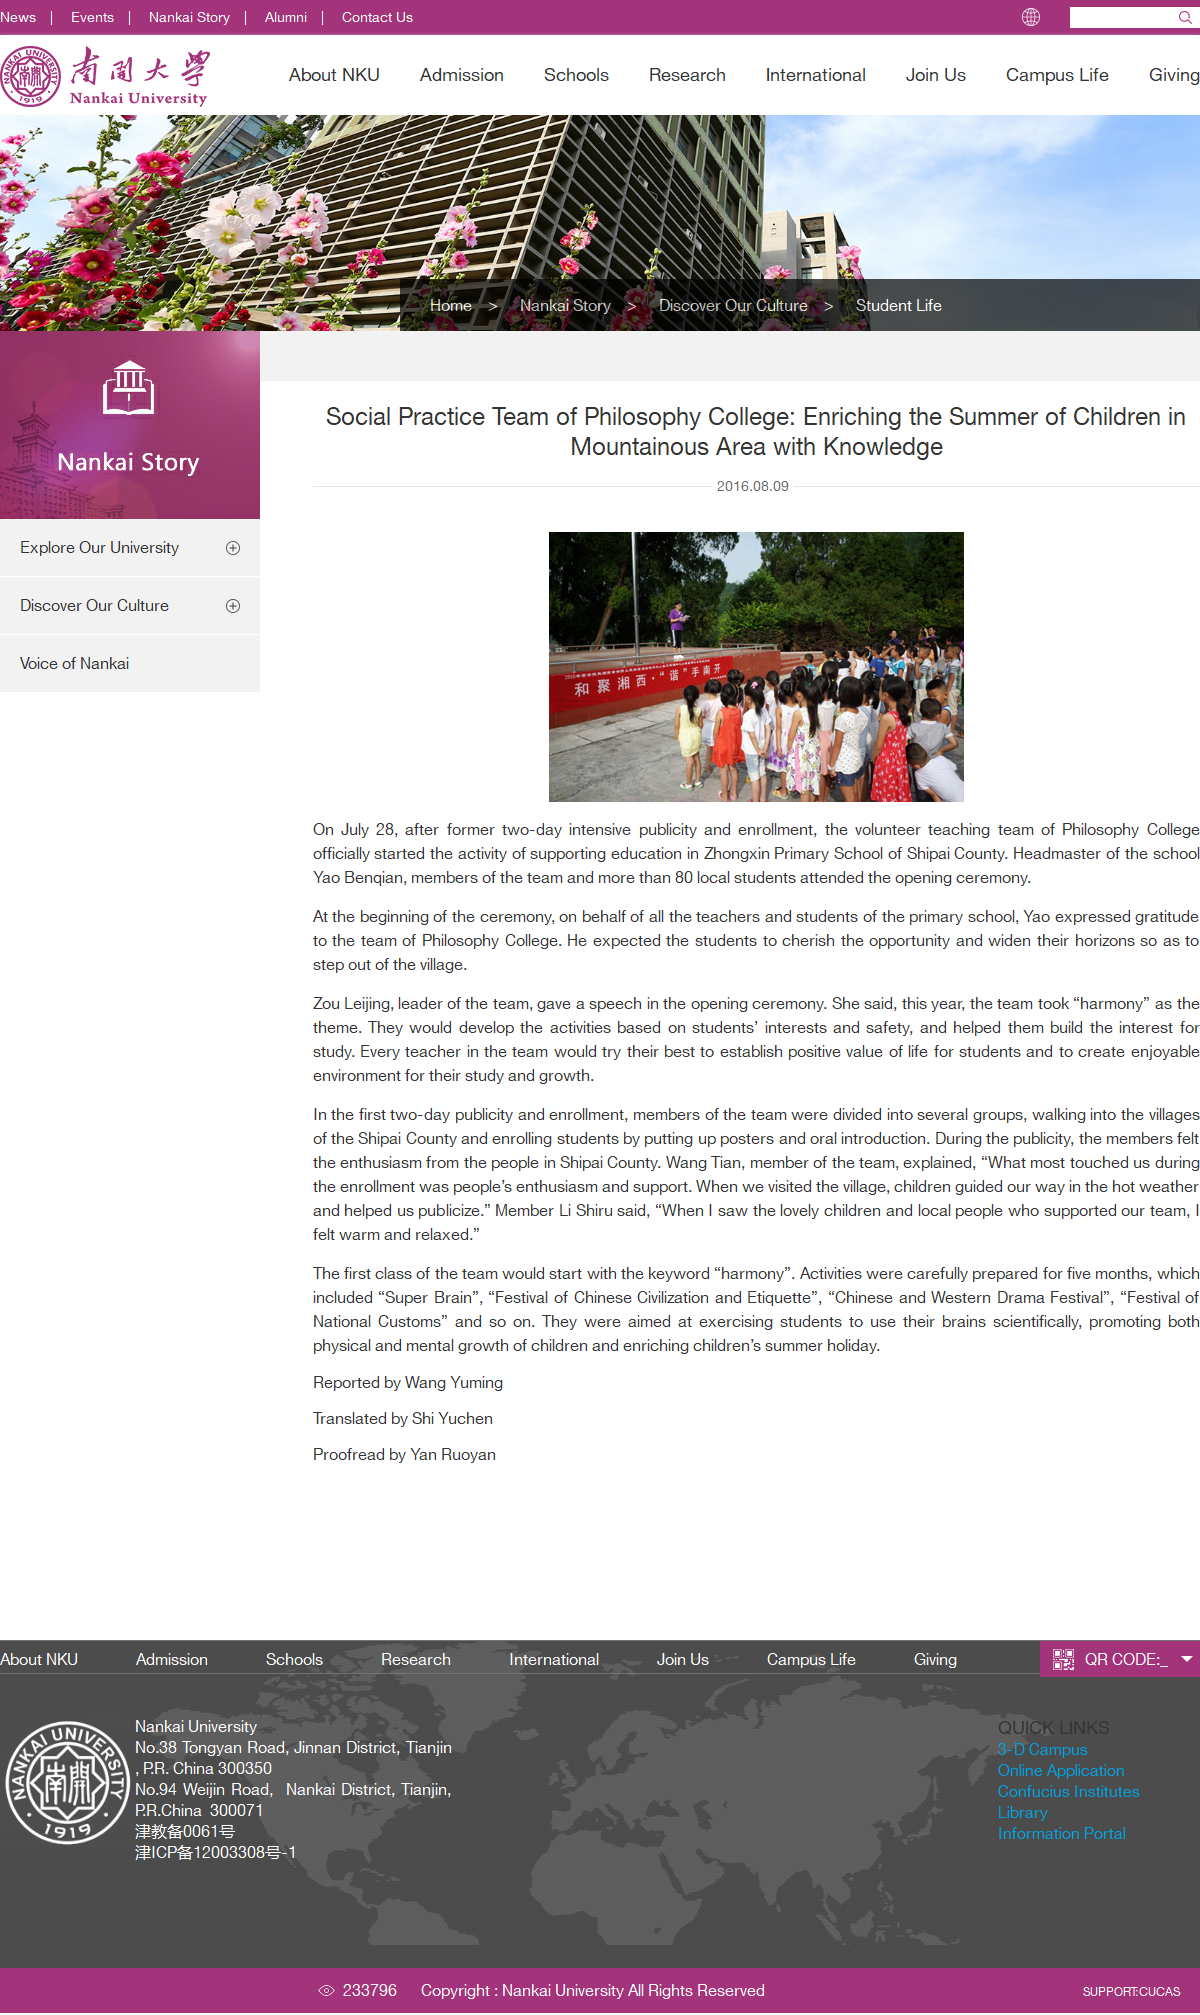 News | Events | Nankai Story | Alumni | Contact Us
NANKAI UNIVERSITY
1919
南開大學
Nankai University
About NKU Admission Schools Research International Join Us Campus Life Giving
Home > Nankai Story > Discover Our Culture > Student Life
Nankai Story
Explore Our University
Discover Our Culture
Voice of Nankai
Social Practice Team of Philosophy College: Enriching the Summer of Children in
Mountainous Area with Knowledge
2016.08.09
和聚湘西·“谐”手南开
On July 28, after former two-day intensive publicity and enrollment, the volunteer teaching team of Philosophy College
officially started the activity of supporting education in Zhongxin Primary School of Shipai County. Headmaster of the school
Yao Benqian, members of the team and more than 80 local students attended the opening ceremony.
At the beginning of the ceremony, on behalf of all the teachers and students of the primary school, Yao expressed gratitude
to the team of Philosophy College. He expected the students to cherish the opportunity and widen their horizons so as to
step out of the village.
Zou Leijing, leader of the team, gave a speech in the opening ceremony. She said, this year, the team took “harmony” as the
theme. They would develop the activities based on students’ interests and safety, and helped them build the interest for
study. Every teacher in the team would try their best to establish positive value of life for students and to create enjoyable
environment for their study and growth.
In the first two-day publicity and enrollment, members of the team were divided into several groups, walking into the villages
of the Shipai County and enrolling students by putting up posters and oral introduction. During the publicity, the members felt
the enthusiasm from the people in Shipai County. Wang Tian, member of the team, explained, “What most touched us during
the enrollment was people’s enthusiasm and support. When we visited the village, children guided our way in the hot weather
and helped us publicize.” Member Li Shiru said, “When I saw the lovely children and local people who supported our team, I
felt warm and relaxed.”
The first class of the team would start with the keyword “harmony”. Activities were carefully prepared for five months, which
included “Super Brain”, “Festival of Chinese Civilization and Etiquette”, “Chinese and Western Drama Festival”, “Festival of
National Customs” and so on. They were aimed at exercising students to use their brains scientifically, promoting both
physical and mental growth of children and enriching children’s summer holiday.
Reported by Wang Yuming
Translated by Shi Yuchen
Proofread by Yan Ruoyan
About NKU Admission Schools Research International Join Us Campus Life Giving QR CODE:_
NANKAI UNIVERSITY
南開
1919
Nankai University
No.38 Tongyan Road, Jinnan District, Tianjin
, P.R. China 300350
No.94 Weijin Road, Nankai District, Tianjin,
P.R.China 300071
津教备0061号
津ICP备12003308号-1
QUICK LINKS
3-D Campus
Online Application
Confucius Institutes
Library
Information Portal
233796 Copyright : Nankai University All Rights Reserved
SUPPORT:CUCAS